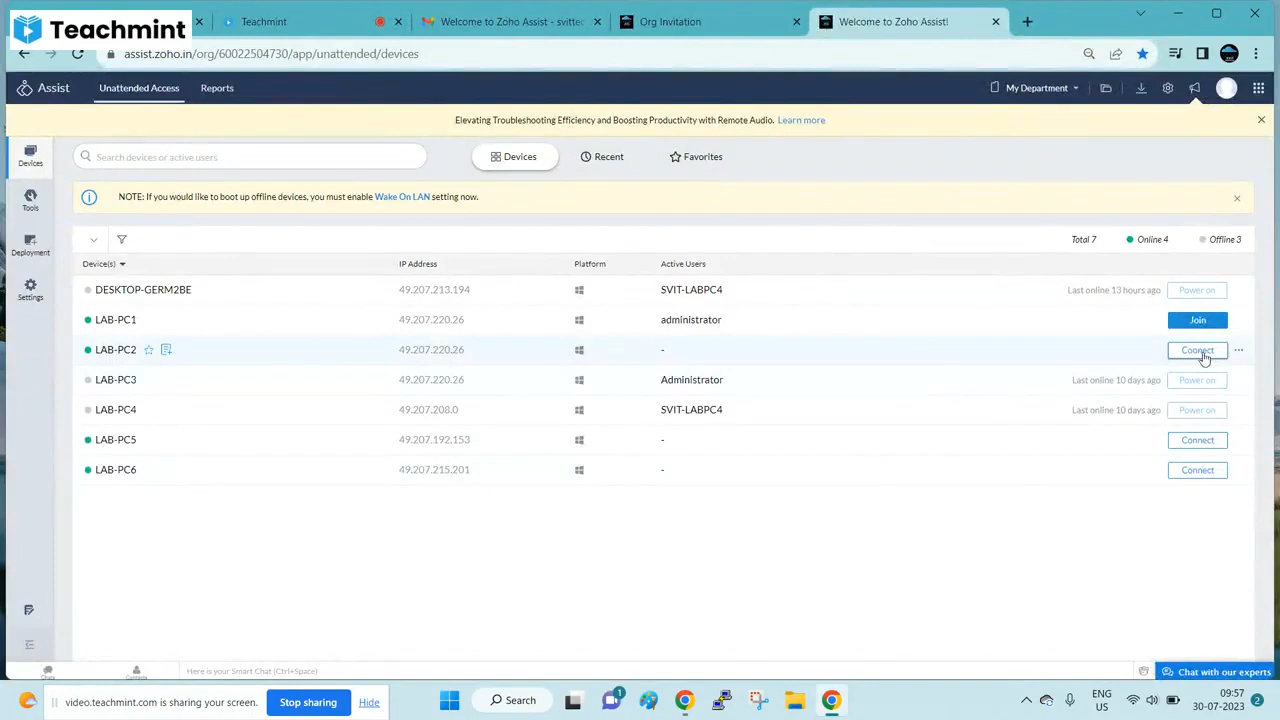 Teachmint
Teachmint
Welcome to Zoho Assist - svittec
Org Invitation
Welcome to Zoho Assist!
assist.zoho.in/org/60022504730/app/unattended/devices
Assist
Unattended Access
Reports
My Department
Elevating Troubleshooting Efficiency and Boosting Productivity with Remote Audio. Learn more
Devices
Search devices or active users
Devices
Recent
Favorites
Tools
NOTE: If you would like to boot up offline devices, you must enable Wake On LAN setting now.
Deployment
Total 7
Online 4
Offline 3
Settings
Device(s)
IP Address
Platform
Active Users
DESKTOP-GERM2BE
49.207.213.194
SVIT-LABPC4
Last online 13 hours ago
Power on
LAB-PC1
49.207.220.26
administrator
Join
LAB-PC2
49.207.220.26
-
Connect
LAB-PC3
49.207.220.26
Administrator
Last online 10 days ago
Power on
LAB-PC4
49.207.208.0
SVIT-LABPC4
Last online 10 days ago
Power on
LAB-PC5
49.207.192.153
-
Connect
LAB-PC6
49.207.215.201
-
Connect
Chats
Contacts
Here is your Smart Chat (Ctrl+Space)
Chat with our experts
video.teachmint.com is sharing your screen.
Stop sharing
Hide
Search
1
ENG
US
09:57
30-07-2023
2